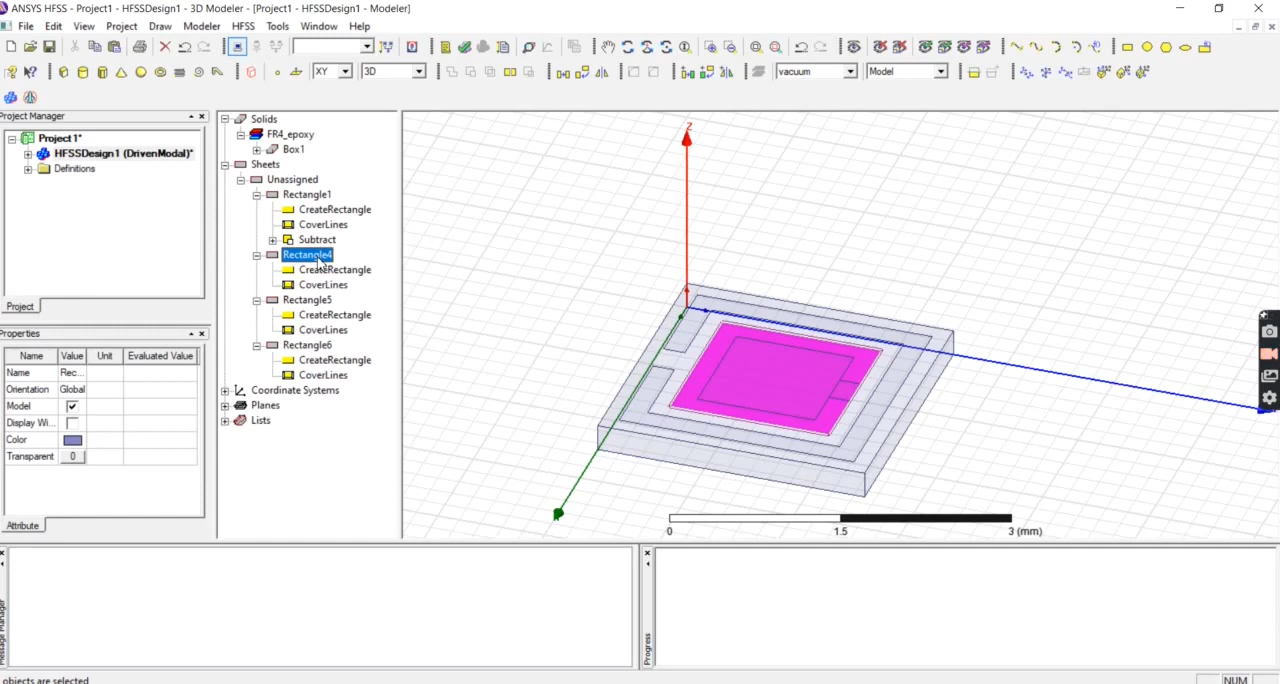 ANSYS HFSS - Project1 - HFSSDesign1 - 3D Modeler - [Project1 - HFSSDesign1 - Modeler]
File Edit View Project Draw Modeler HFSS Tools Window Help
XY 3D vacuum Model
Project Manager
Project1*
HFSSDesign1 (DrivenModal)*
Definitions
Project
Properties
Name Value Unit Evaluated Value
Name Rec...
Orientation Global
Model
Display Wi...
Color
Transparent 0
Attribute
Solids
FR4_epoxy
Box1
Sheets
Unassigned
Rectangle1
CreateRectangle
CoverLines
Subtract
Rectangle4
CreateRectangle
CoverLines
Rectangle5
CreateRectangle
CoverLines
Rectangle6
CreateRectangle
CoverLines
Coordinate Systems
Planes
Lists
Z
0 1.5 3 (mm)
Message Manager
Progress
objects are selected
NUM